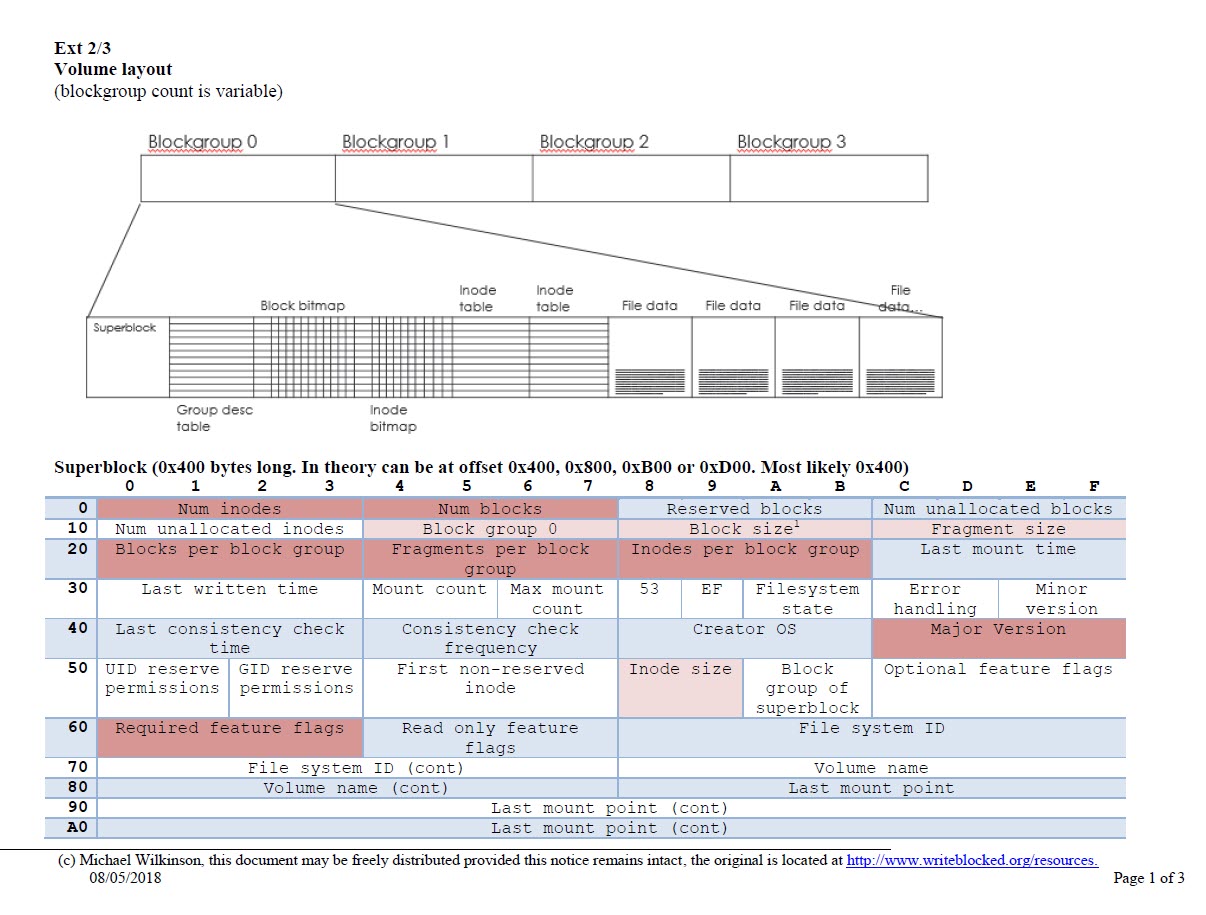 Ext 2/3
Volume layout
(blockgroup count is variable)
Blockgroup 0 Blockgroup 1 Blockgroup 2 Blockgroup 3
Inode Inode File
Block bitmap table table File data File data File data data...
Superblock
Group desc Inode
table bitmap
Superblock (0x400 bytes long. In theory can be at offset 0x400, 0x800, 0xB00 or 0xD00. Most likely 0x400)
0 1 2 3 4 5 6 7 8 9 A B C D E F
0 Num inodes Num blocks Reserved blocks Num unallocated blocks
10 Num unallocated inodes Block group 0 Block size1 Fragment size
20 Blocks per block group Fragments per block Inodes per block group Last mount time
group
30 Last written time Mount count Max mount 53 EF Filesystem Error Minor
count state handling version
40 Last consistency check Consistency check Creator OS Major Version
time frequency
50 UID reserve GID reserve First non-reserved Inode size Block Optional feature flags
permissions permissions inode group of
superblock
60 Required feature flags Read only feature File system ID
flags
70 File system ID (cont) Volume name
80 Volume name (cont) Last mount point
90 Last mount point (cont)
A0 Last mount point (cont)
(c) Michael Wilkinson, this document may be freely distributed provided this notice remains intact, the original is located at http://www.writeblocked.org/resources.
08/05/2018 Page 1 of 3